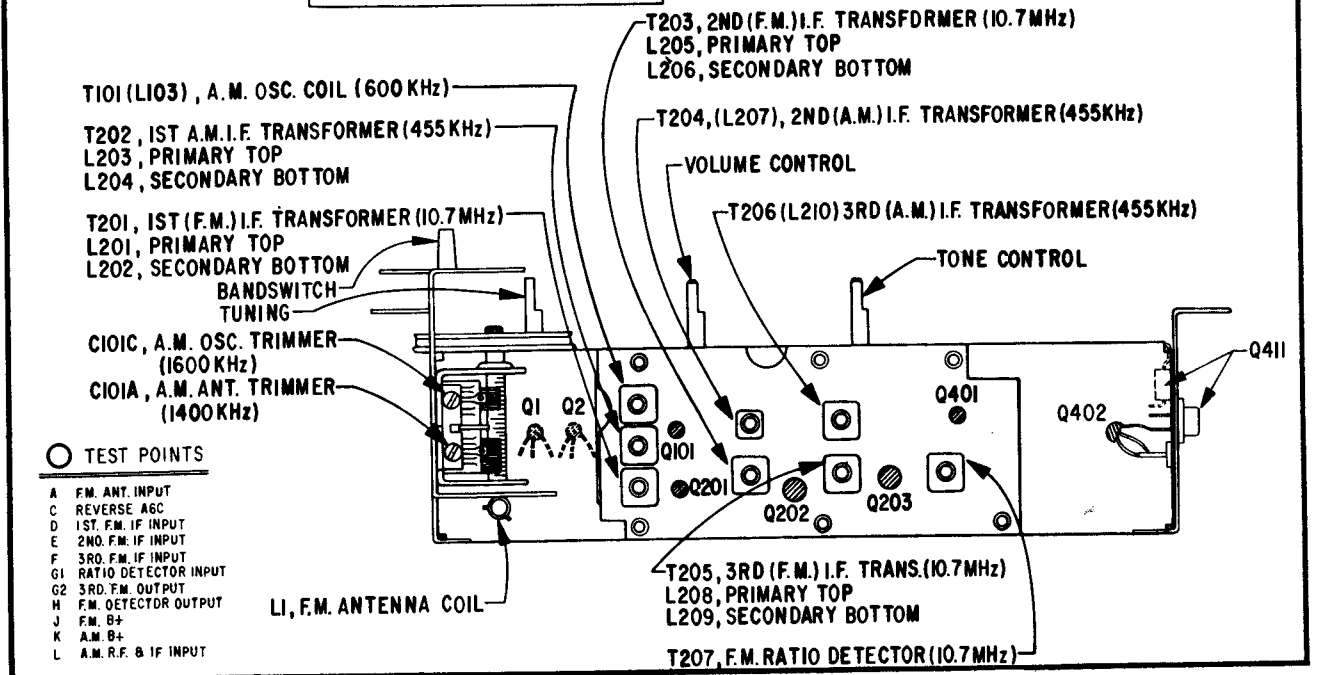 T203, 2ND (F.M.) I.F. TRANSFDRMER (10.7MHz)
L205, PRIMARY TOP
L206, SECONDARY BOTTOM
T101 (L103), A.M. OSC. COIL (600 KHz)
T202, 1ST A.M.I.F. TRANSFORMER (455 KHz)
L203, PRIMARY TOP
L204, SECONDARY BOTTOM
T204, (L207), 2ND (A.M.) I.F. TRANSFORMER (455KHz)
VOLUME CONTROL
T201, 1ST (F.M.) I.F. TRANSFORMER (10.7MHz)
L201, PRIMARY TOP
L202, SECONDARY BOTTOM
T206 (L210) 3RD (A.M.) I.F. TRANSFORMER (455KHz)
TONE CONTROL
BANDSWITCH
TUNING
C101C, A.M. OSC. TRIMMER
(1600 KHz)
C101A, A.M. ANT. TRIMMER
(1400 KHz)
Q1
Q2
Q101
Q201
Q202
Q203
Q401
Q402
Q411
TEST POINTS
A F.M. ANT. INPUT
C REVERSE AGC
D 1ST. F.M. IF INPUT
E 2ND. F.M. IF INPUT
F 3RD. F.M. IF INPUT
G1 RATIO DETECTOR INPUT
G2 3RD. F.M. OUTPUT
H F.M. DETECTOR OUTPUT
J F.M. B+
K A.M. B+
L A.M. R.F. & IF INPUT
L1, F.M. ANTENNA COIL
T205, 3RD (F.M.) I.F. TRANS. (10.7MHz)
L208, PRIMARY TOP
L209, SECONDARY BOTTOM
T207, F.M. RATIO DETECTOR (10.7MHz)